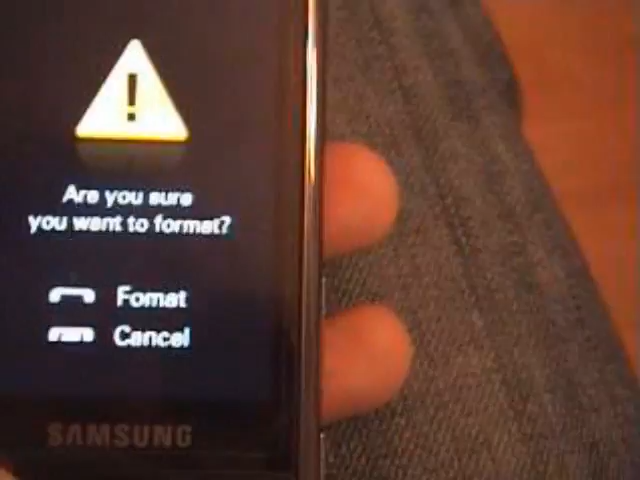 !
Are you sure
you want to format?
Fomat
Cancel
SAMSUNG